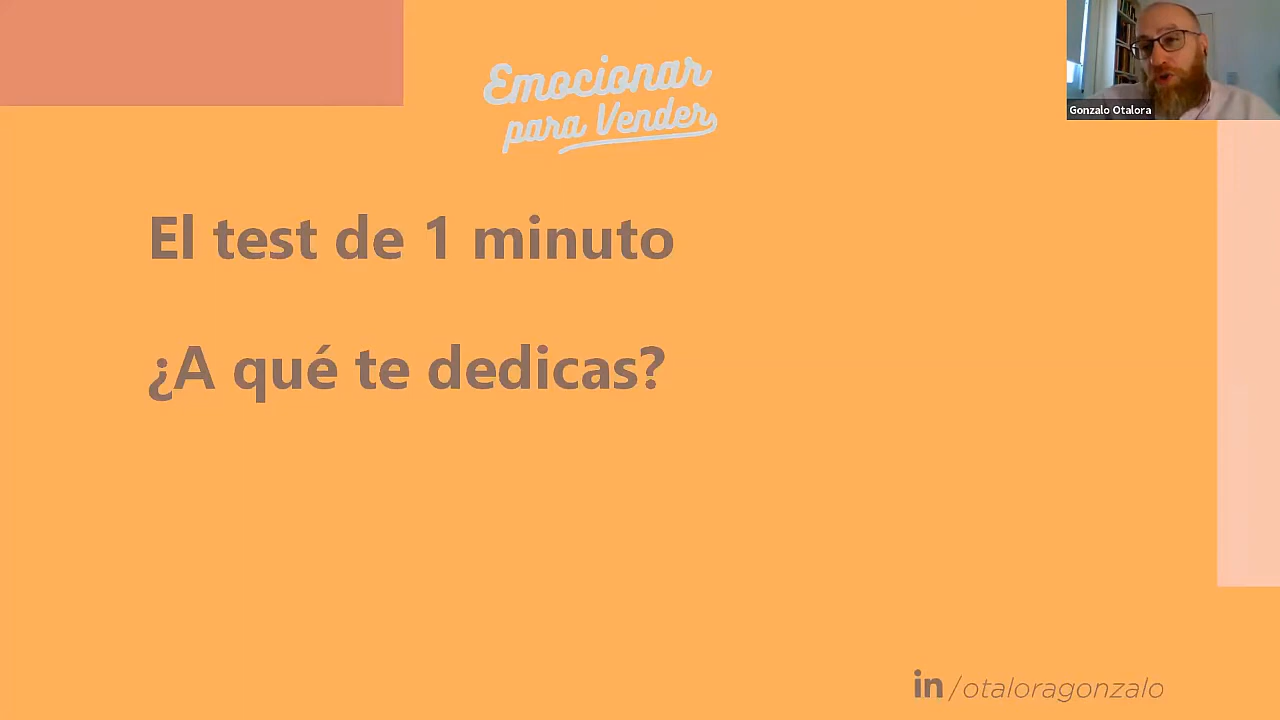 Emocionar
para Vender
Gonzalo Otalora
El test de 1 minuto
¿A qué te dedicas?
in/otaloragonzalo